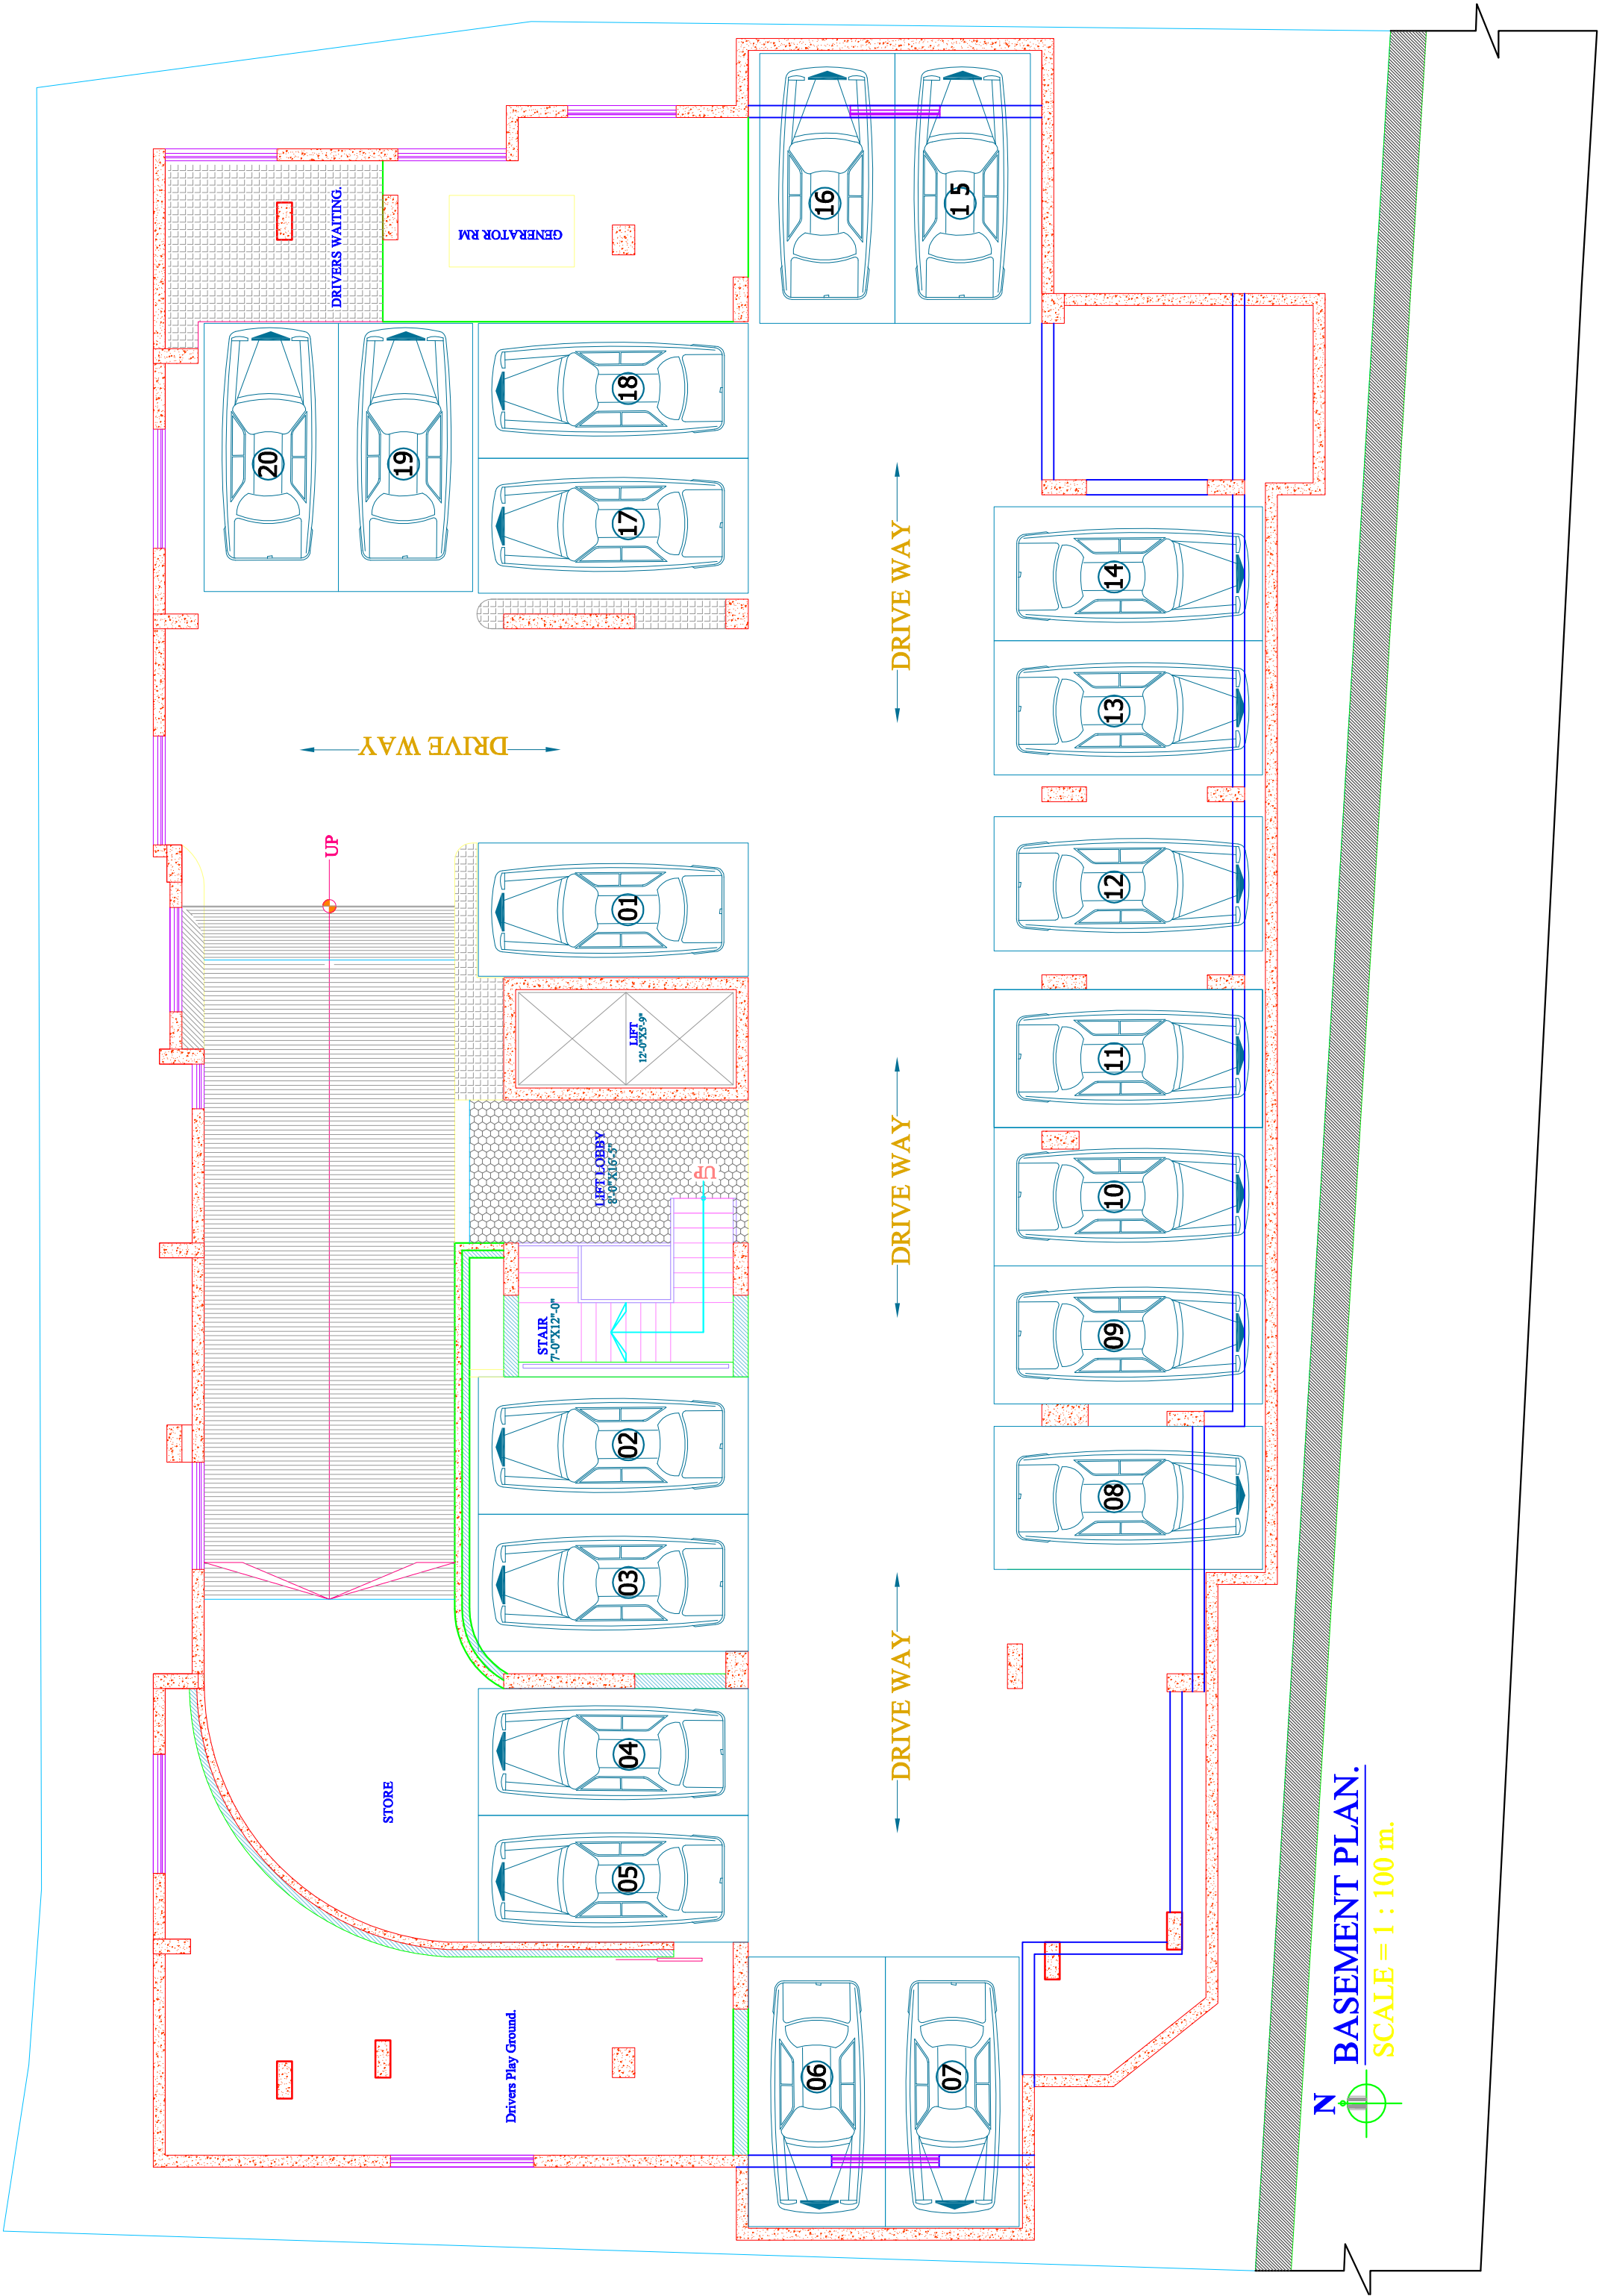 16
15
DRIVERS WAITING.
GENERATOR RM
20
19
18
17
14
13
DRIVE WAY
DRIVE WAY
UP
01
12
LIFT
12'-0"X5'-9"
11
LIFT LOBBY
8'-0"X16'-5"
UP
DRIVE WAY
10
STAIR
7'-0"X12'-0"
09
02
08
03
DRIVE WAY
04
STORE
05
Drivers Play Ground.
06
07
BASEMENT PLAN.
SCALE = 1 : 100 m.
N